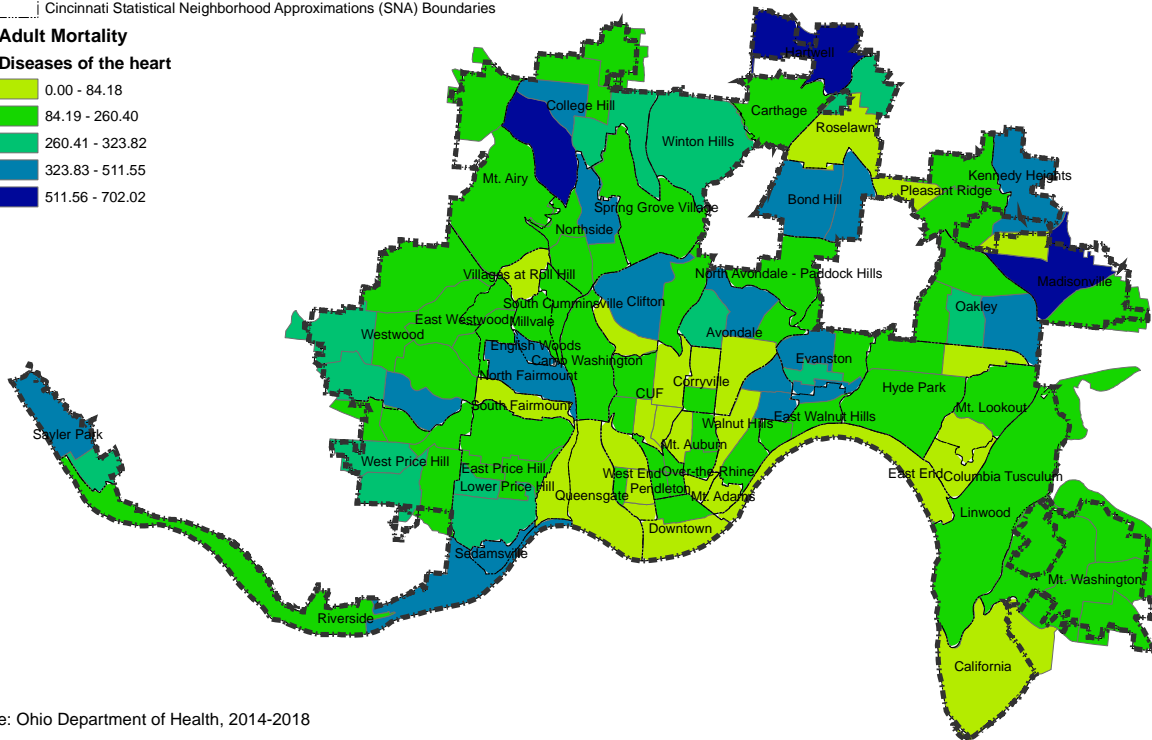 Cincinnati Statistical Neighborhood Approximations (SNA) Boundaries
Adult Mortality
Diseases of the heart
0.00 - 84.18
84.19 - 260.40
260.41 - 323.82
323.83 - 511.55
511.56 - 702.02
Hartwell
College Hill
Carthage
Roselawn
Winton Hills
Mt. Airy
Kennedy Heights
Pleasant Ridge
Bond Hill
Spring Grove Village
Northside
Villages at Roll Hill
North Avondale - Paddock Hills
Madisonville
South Cumminsville
Clifton
Oakley
East Westwood
Millvale
Westwood
Avondale
English Woods
Camp Washington
Evanston
North Fairmount
Corryville
Hyde Park
CUF
South Fairmount
Mt. Lookout
East Walnut Hills
Walnut Hills
Sayler Park
Mt. Auburn
West Price Hill
East Price Hill
West End
Over-the-Rhine
East End
Columbia Tusculum
Lower Price Hill
Pendleton
Queensgate
Mt. Adams
Linwood
Downtown
Sedamsville
Mt. Washington
Riverside
California
e: Ohio Department of Health, 2014-2018